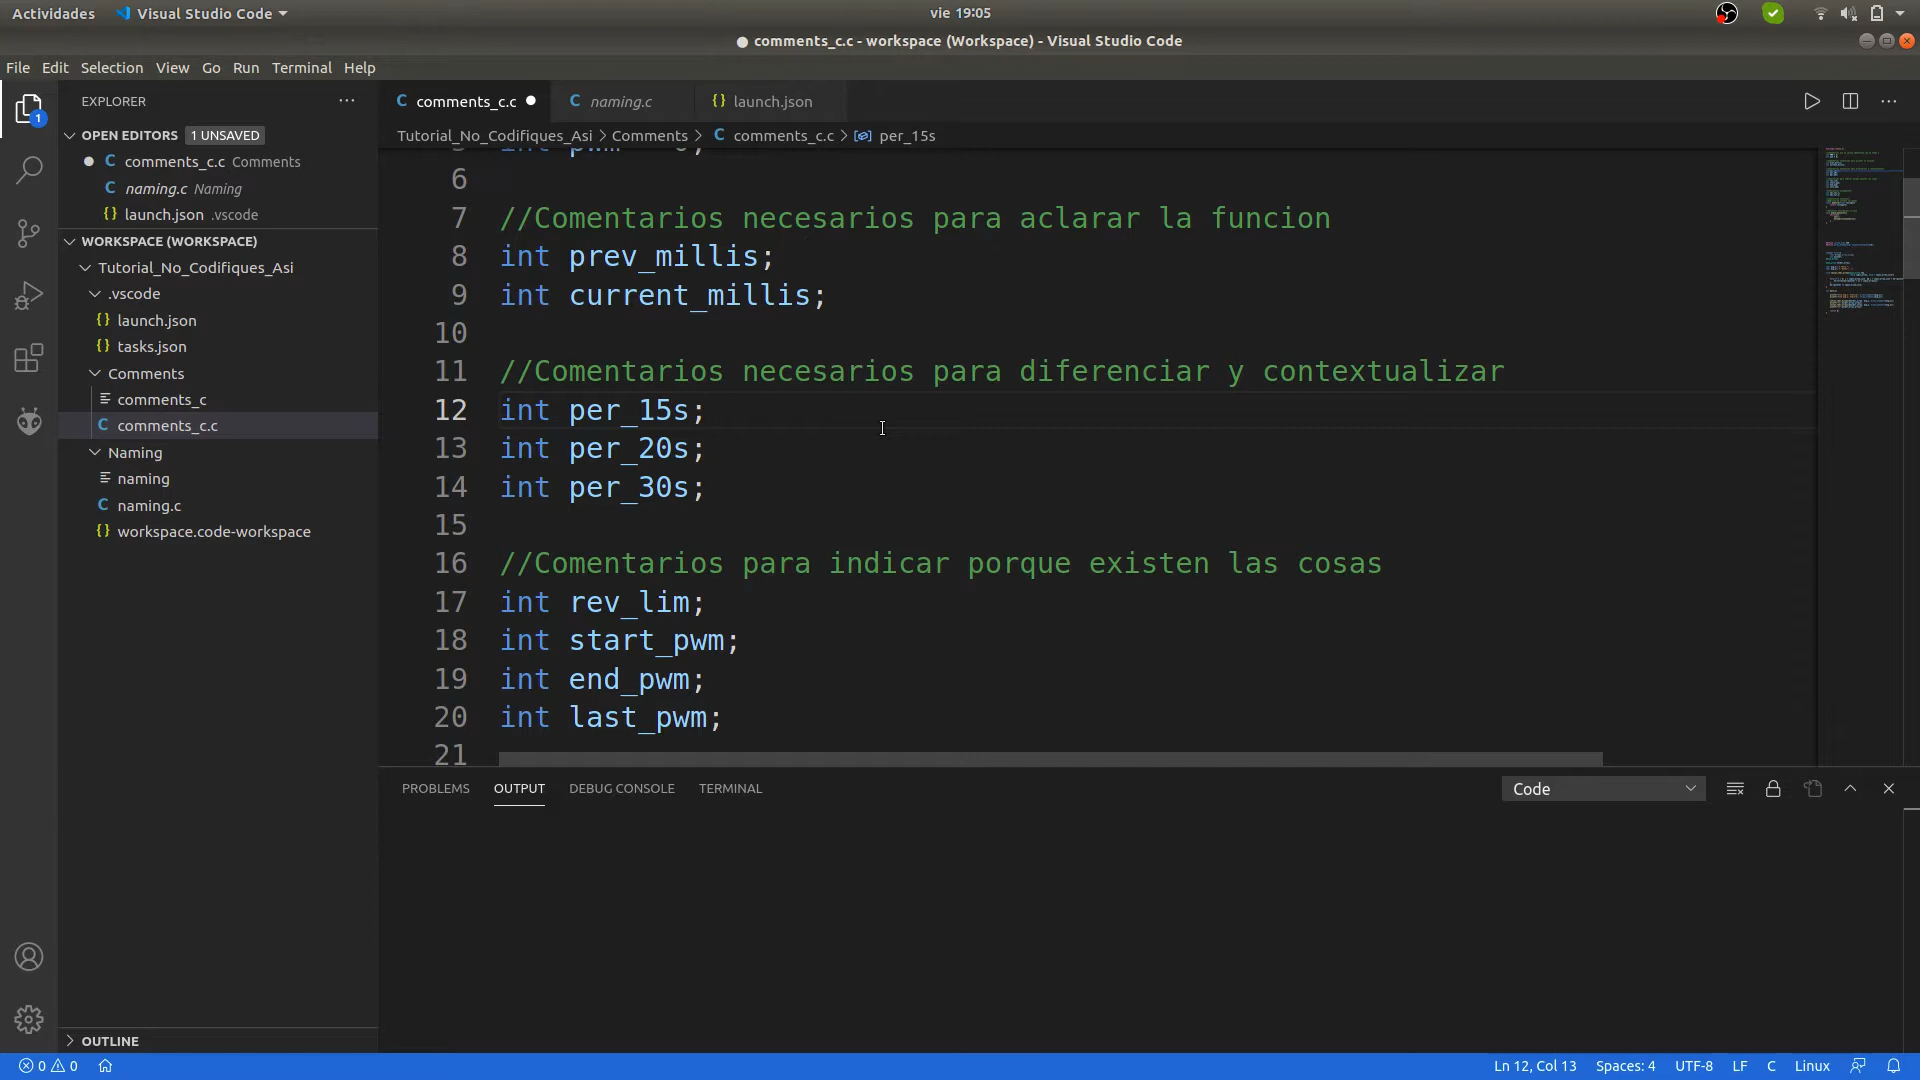 Actividades
Visual Studio Code
vie 19:05
comments_c.c - workspace (Workspace) - Visual Studio Code
File Edit Selection View Go Run Terminal Help
EXPLORER
OPEN EDITORS 1 UNSAVED
comments_c.c Comments
naming.c Naming
launch.json .vscode
WORKSPACE (WORKSPACE)
Tutorial_No_Codifiques_Asi
.vscode
launch.json
tasks.json
Comments
comments_c
comments_c.c
Naming
naming
naming.c
workspace.code-workspace
OUTLINE
1
comments_c.c
naming.c
launch.json
Tutorial_No_Codifiques_Asi > Comments > comments_c.c > per_15s
6
7 //Comentarios necesarios para aclarar la funcion
8 int prev_millis;
9 int current_millis;
10
11 //Comentarios necesarios para diferenciar y contextualizar
12 int per_15s;
13 int per_20s;
14 int per_30s;
15
16 //Comentarios para indicar porque existen las cosas
17 int rev_lim;
18 int start_pwm;
19 int end_pwm;
20 int last_pwm;
21
PROBLEMS OUTPUT DEBUG CONSOLE TERMINAL
Code
0 0
Ln 12, Col 13 Spaces: 4 UTF-8 LF C Linux